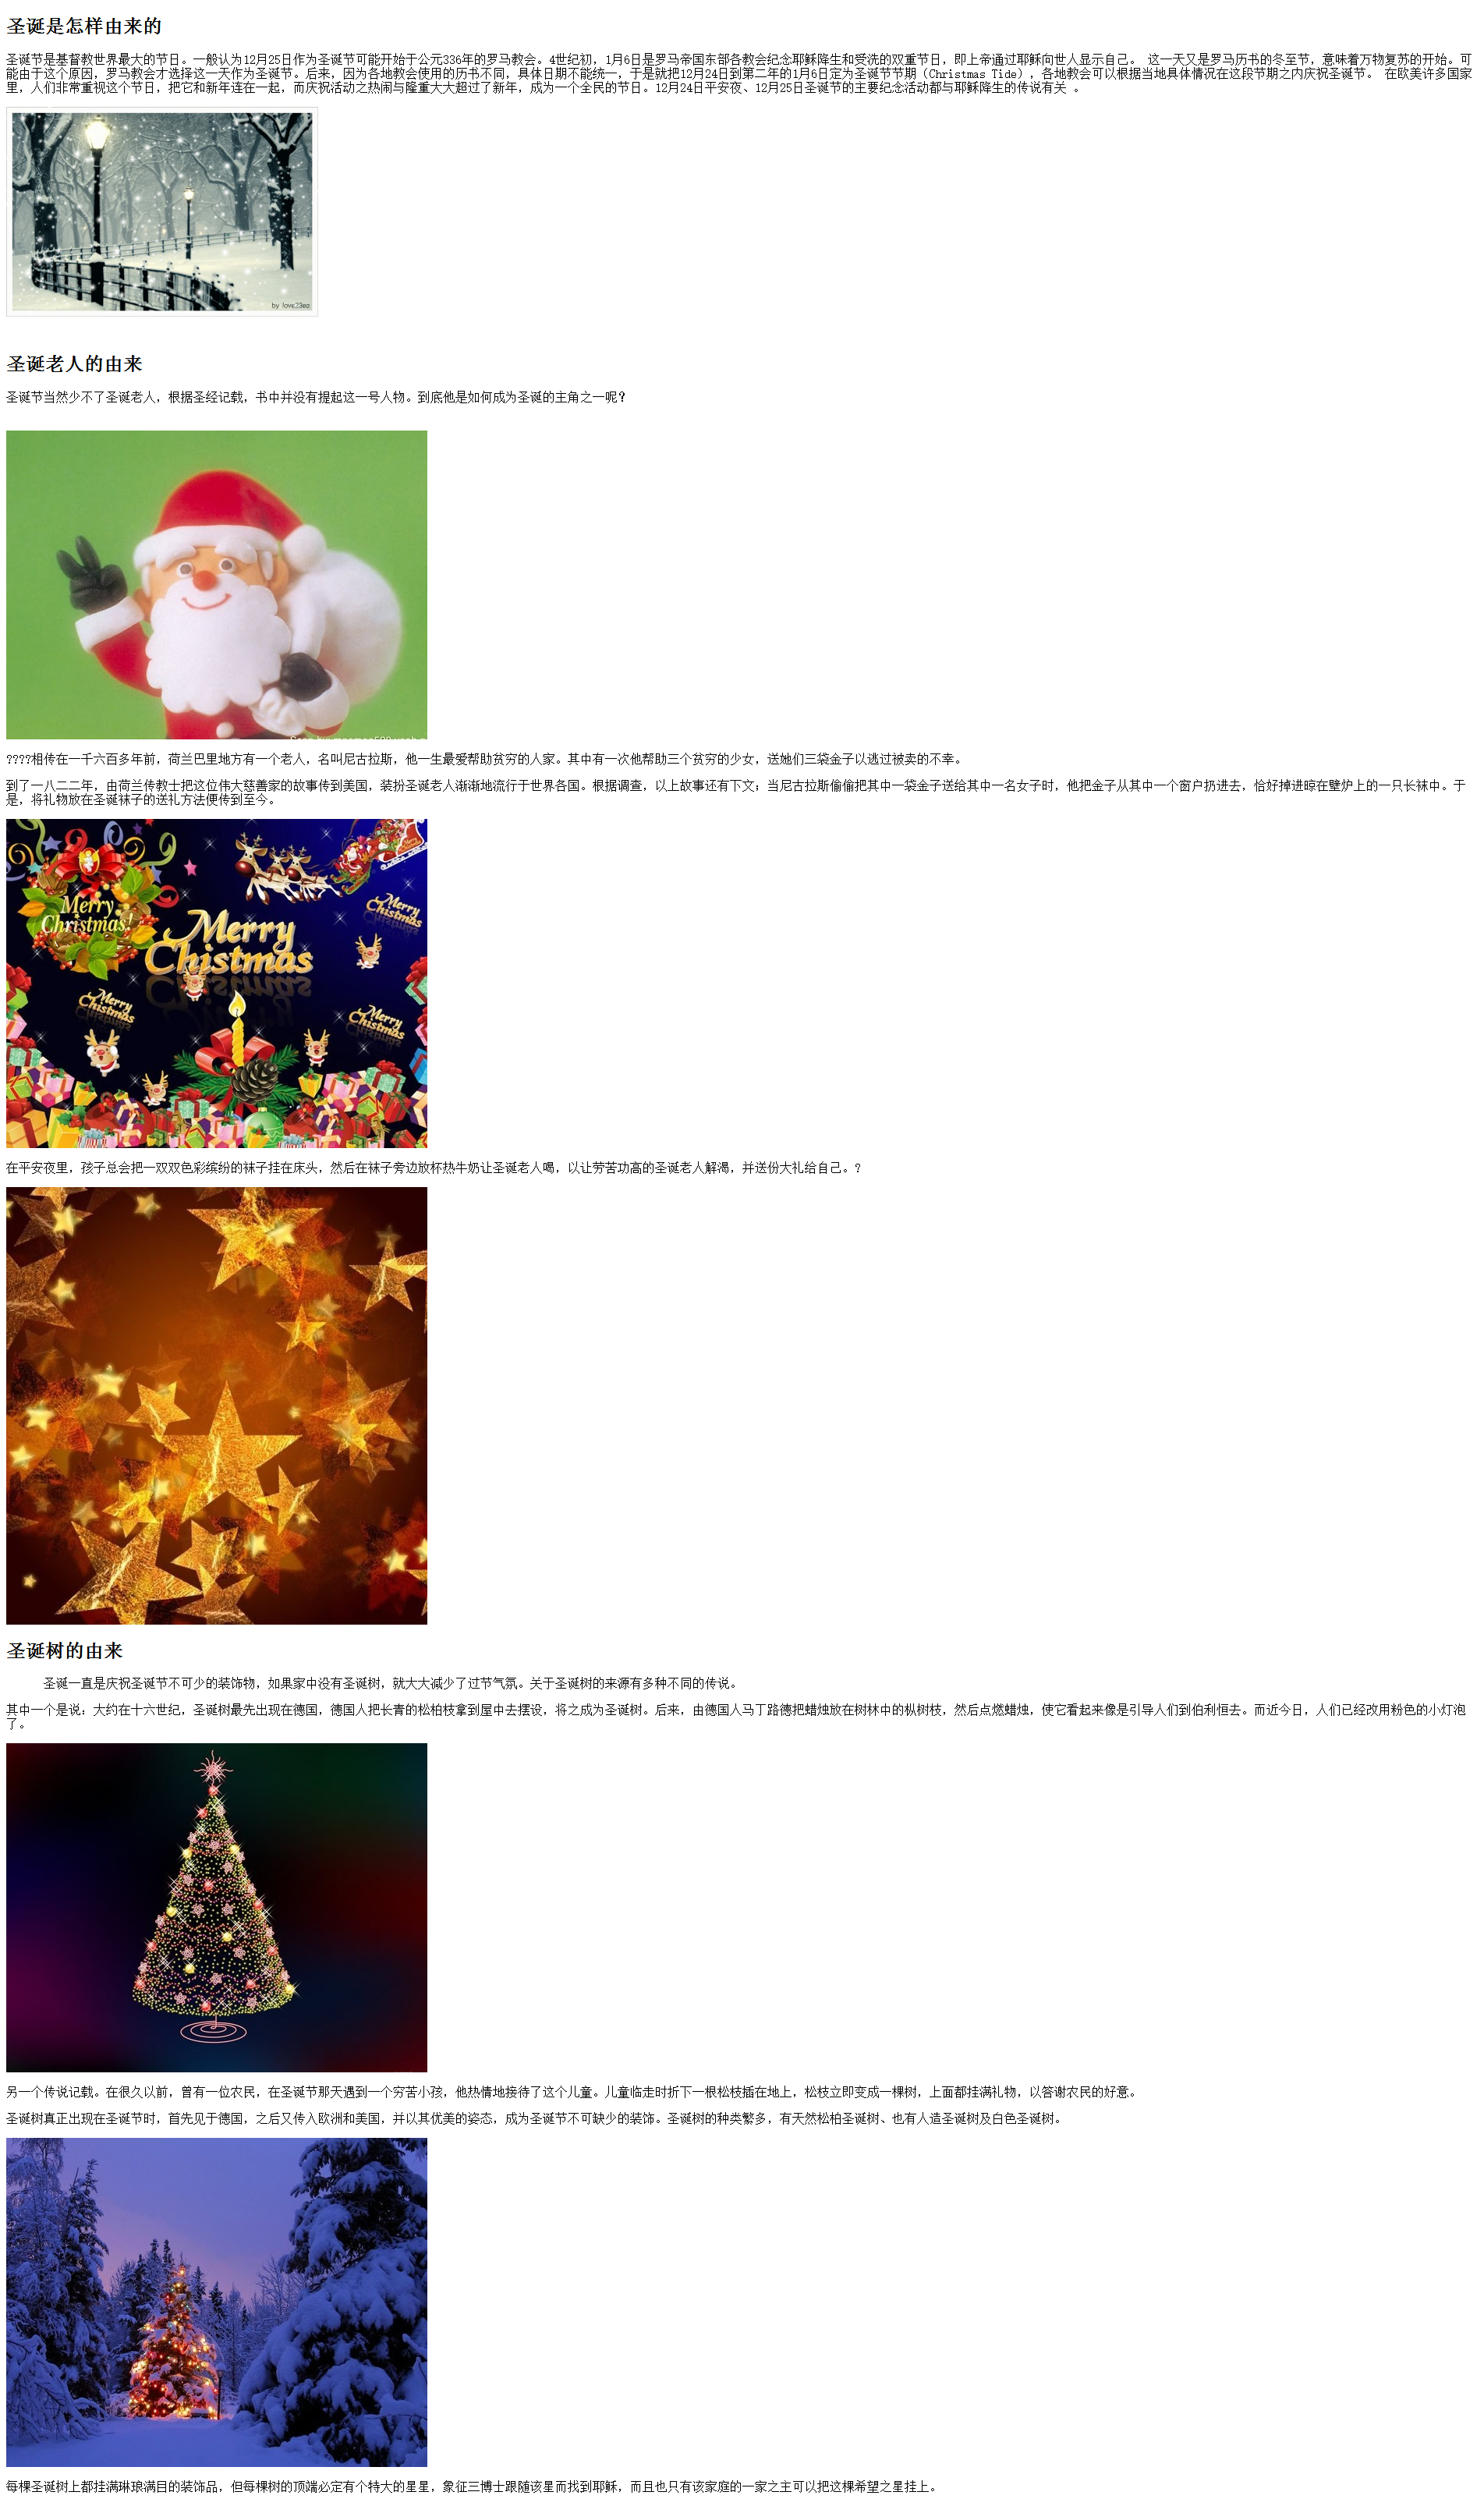 圣诞是怎样由来的
圣诞节是基督教世界最大的节日。一般认为12月25日作为圣诞节可能开始于公元336年的罗马教会。4世纪初，1月6日是罗马帝国东部各教会纪念耶稣降生和受洗的双重节日，即上帝通过耶稣向世人显示自己。 这一天又是罗马历书的冬至节，意味着万物复苏的开始。可
能由于这个原因，罗马教会才选择这一天作为圣诞节。后来，因为各地教会使用的历书不同，具体日期不能统一，于是就把12月24日到第二年的1月6日定为圣诞节节期（Christmas Tide），各地教会可以根据当地具体情况在这段节期之内庆祝圣诞节。 在欧美许多国家
里，人们非常重视这个节日，把它和新年连在一起，而庆祝活动之热闹与隆重大大超过了新年，成为一个全民的节日。12月24日平安夜、12月25日圣诞节的主要纪念活动都与耶稣降生的传说有关 。
圣诞老人的由来
圣诞节当然少不了圣诞老人，根据圣经记载，书中并没有提起这一号人物。到底他是如何成为圣诞的主角之一呢？
????相传在一千六百多年前，荷兰巴里地方有一个老人，名叫尼古拉斯，他一生最爱帮助贫穷的人家。其中有一次他帮助三个贫穷的少女，送她们三袋金子以逃过被卖的不幸。
到了一八二二年，由荷兰传教士把这位伟大慈善家的故事传到美国，装扮圣诞老人渐渐地流行于世界各国。根据调查，以上故事还有下文：当尼古拉斯偷偷把其中一袋金子送给其中一名女子时，他把金子从其中一个窗户扔进去，恰好掉进晾在壁炉上的一只长袜中。于
是，将礼物放在圣诞袜子的送礼方法便传到至今。
Merry
Christmas!
Merry
Chistmas
Merry
Chistmas
Merry
Chistmas
Merry
Chistmas
在平安夜里，孩子总会把一双双色彩缤纷的袜子挂在床头，然后在袜子旁边放杯热牛奶让圣诞老人喝，以让劳苦功高的圣诞老人解渴，并送份大礼给自己。?
圣诞树的由来
圣诞一直是庆祝圣诞节不可少的装饰物，如果家中没有圣诞树，就大大减少了过节气氛。关于圣诞树的来源有多种不同的传说。
其中一个是说：大约在十六世纪，圣诞树最先出现在德国，德国人把长青的松柏枝拿到屋中去摆设，将之成为圣诞树。后来，由德国人马丁路德把蜡烛放在树林中的枞树枝，然后点燃蜡烛，使它看起来像是引导人们到伯利恒去。而近今日，人们已经改用粉色的小灯泡
了。
另一个传说记载。在很久以前，曾有一位农民，在圣诞节那天遇到一个穷苦小孩，他热情地接待了这个儿童。儿童临走时折下一根松枝插在地上，松枝立即变成一棵树，上面都挂满礼物，以答谢农民的好意。
圣诞树真正出现在圣诞节时，首先见于德国，之后又传入欧洲和美国，并以其优美的姿态，成为圣诞节不可缺少的装饰。圣诞树的种类繁多，有天然松柏圣诞树、也有人造圣诞树及白色圣诞树。
每棵圣诞树上都挂满琳琅满目的装饰品，但每棵树的顶端必定有个特大的星星，象征三博士跟随该星而找到耶稣，而且也只有该家庭的一家之主可以把这棵希望之星挂上。